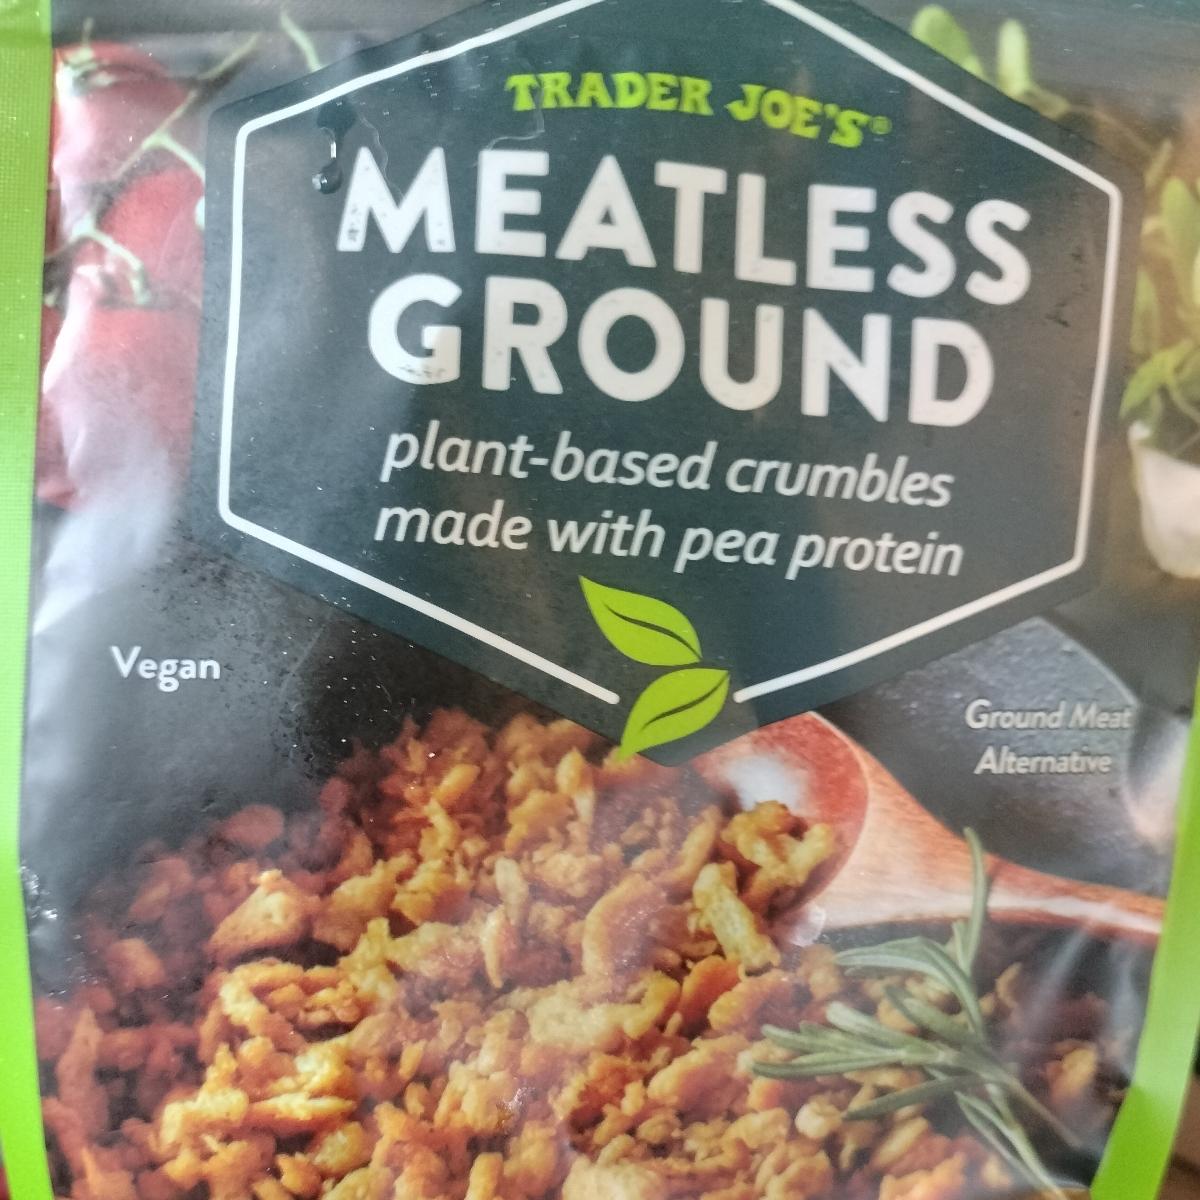 TRADER JOE'S®
MEATLESS
GROUND
plant-based crumbles
made with pea protein
Vegan
Ground Meat
Alternative